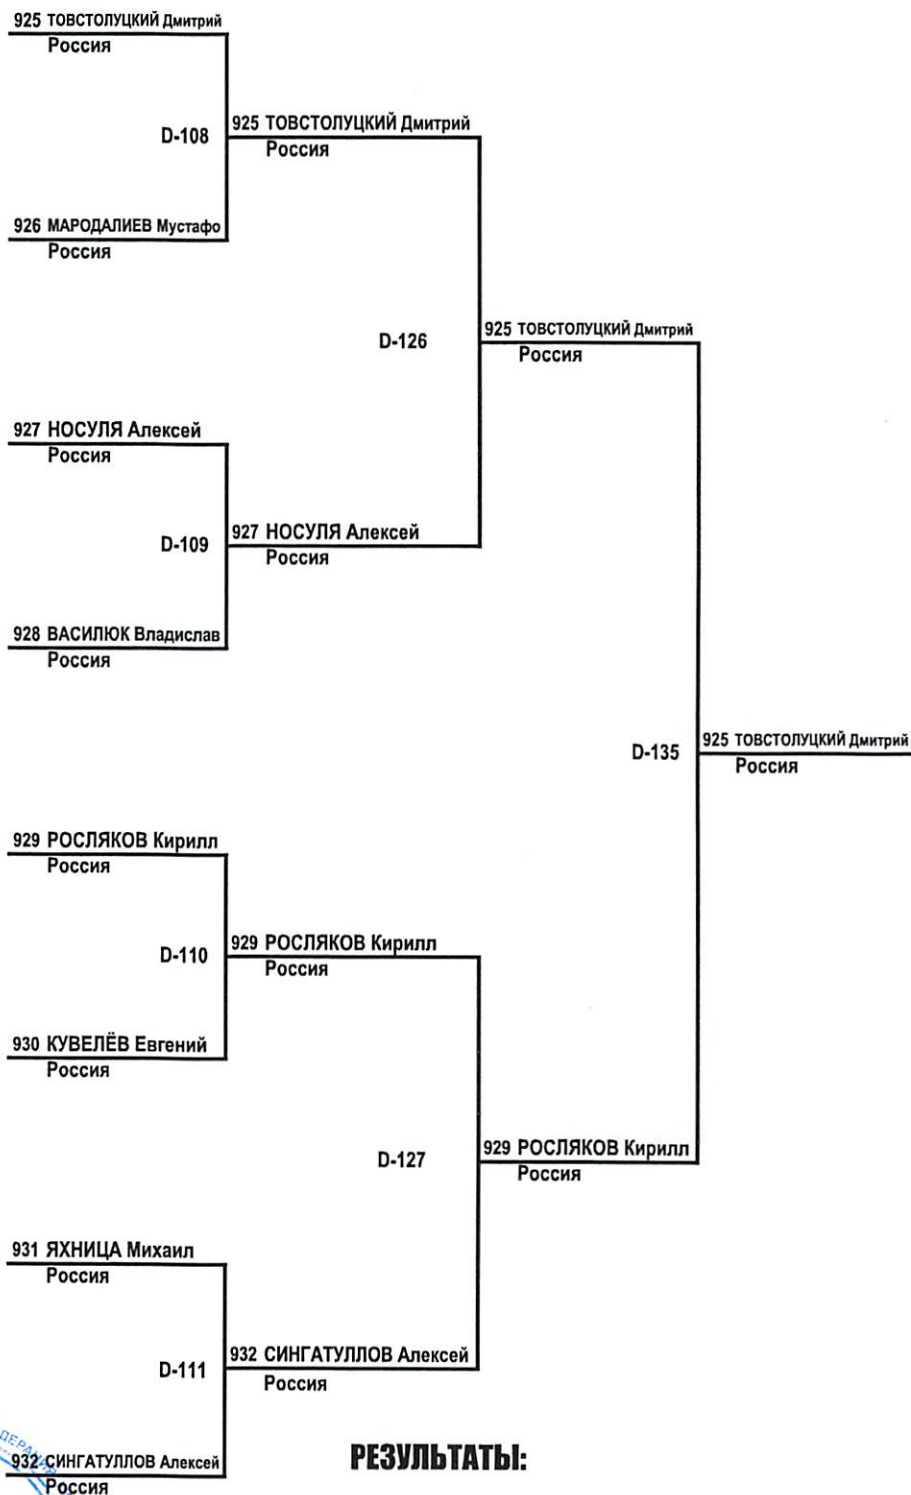 925 ТОВСТОЛУЦКИЙ Дмитрий
Россия
D-108
925 ТОВСТОЛУЦКИЙ Дмитрий
Россия
926 МАРОДАЛИЕВ Мустафо
Россия
D-126
925 ТОВСТОЛУЦКИЙ Дмитрий
Россия
927 НОСУЛЯ Алексей
Россия
D-109
927 НОСУЛЯ Алексей
Россия
928 ВАСИЛЮК Владислав
Россия
D-135
925 ТОВСТОЛУЦКИЙ Дмитрий
Россия
929 РОСЛЯКОВ Кирилл
Россия
D-110
929 РОСЛЯКОВ Кирилл
Россия
930 КУВЕЛЁВ Евгений
Россия
D-127
929 РОСЛЯКОВ Кирилл
Россия
931 ЯХНИЦА Михаил
Россия
D-111
932 СИНГАТУЛЛОВ Алексей
Россия
932 СИНГАТУЛЛОВ Алексей
Россия
РЕЗУЛЬТАТЫ: